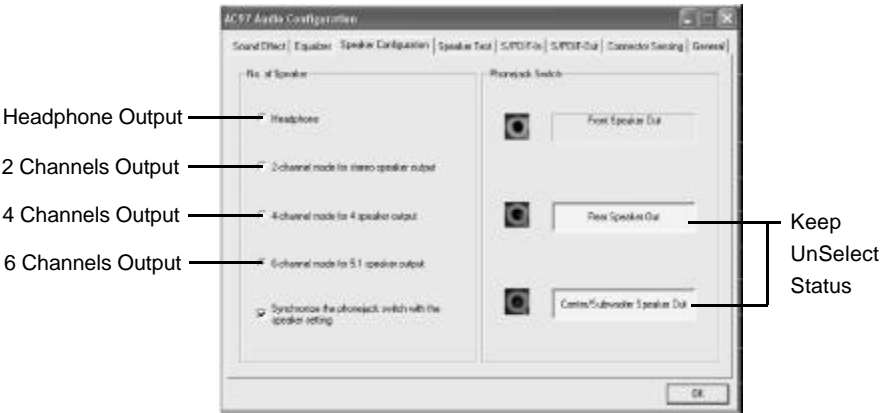 AC97 Audio Configuration
Sound Effect | Equalizer | Speaker Configuration | Speaker Test | S/PDIF-In | S/PDIF-Out | Connector Sensing | General
No. of Speaker
Phonejack Switch
Headphone Output
Headphone
Front Speaker Out
2 Channels Output
2-channel mode for stereo speaker output
4 Channels Output
4-channel mode for 4 speaker output
Rear Speaker Out
Keep
UnSelect
Status
6 Channels Output
6-channel mode for 5.1 speaker output
Synchronize the phonejack switch with the
speaker setting
Center/Subwoofer Speaker Out
OK